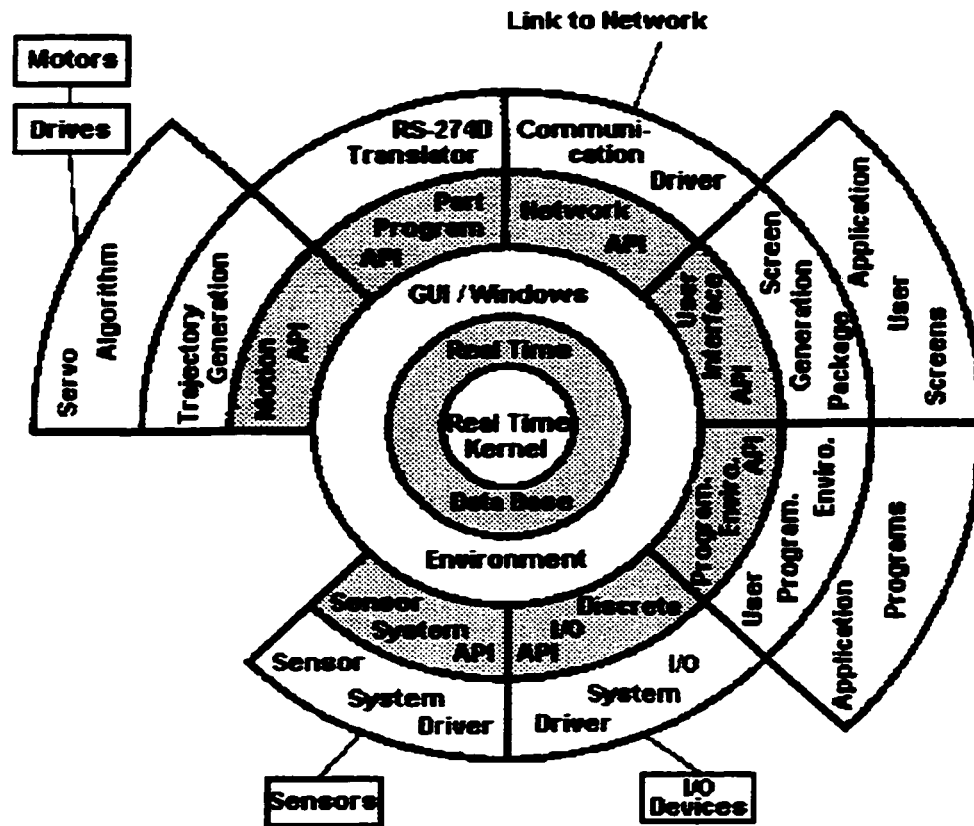 Link to Network
Motors
Drives
RS-274D
Translator
Communi-
cation
Driver
Part
Program
API
Network
API
Servo
Algorithm
Trajectory
Generation
Motion
API
GUI / Windows
User
Interface
API
Screen
Generation
Package
Application
User
Screens
Real Time
Real Time
Kernel
Data Base
Environment
Program.
Enviro.
API
User
Program.
Enviro.
Application
Programs
Sensor
System
API
Discrete
I/O
API
Sensor
System
Driver
I/O
System
Driver
Sensors
I/O
Devices